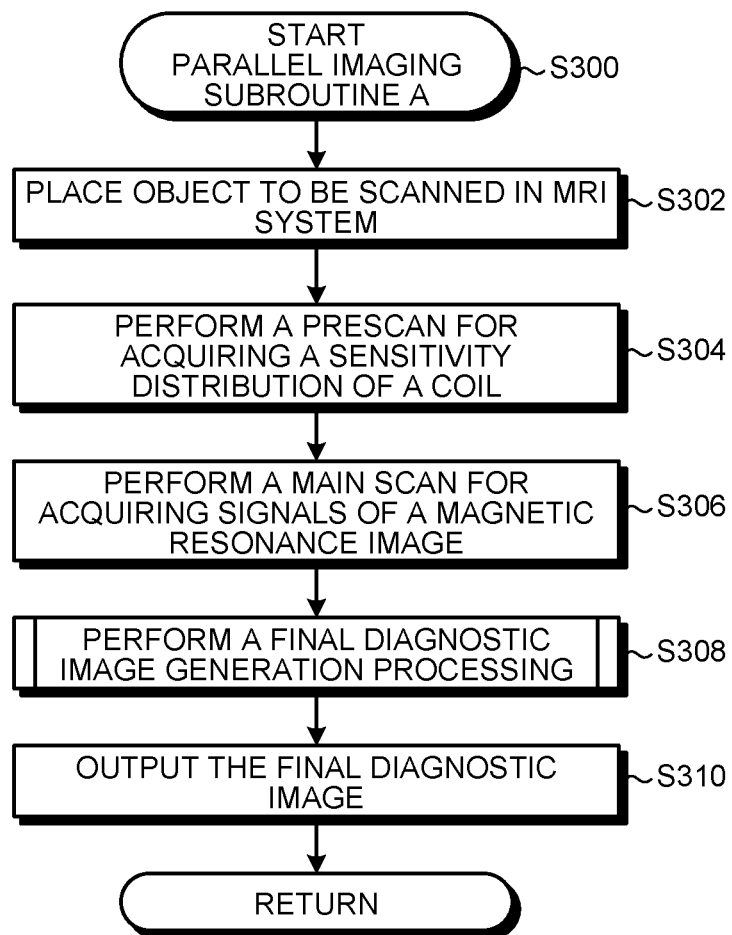 START
PARALLEL IMAGING
SUBROUTINE A
S300
PLACE OBJECT TO BE SCANNED IN MRI
SYSTEM
S302
PERFORM A PRESCAN FOR
ACQUIRING A SENSITIVITY
DISTRIBUTION OF A COIL
S304
PERFORM A MAIN SCAN FOR
ACQUIRING SIGNALS OF A MAGNETIC
RESONANCE IMAGE
S306
PERFORM A FINAL DIAGNOSTIC
IMAGE GENERATION PROCESSING
S308
OUTPUT THE FINAL DIAGNOSTIC
IMAGE
S310
RETURN